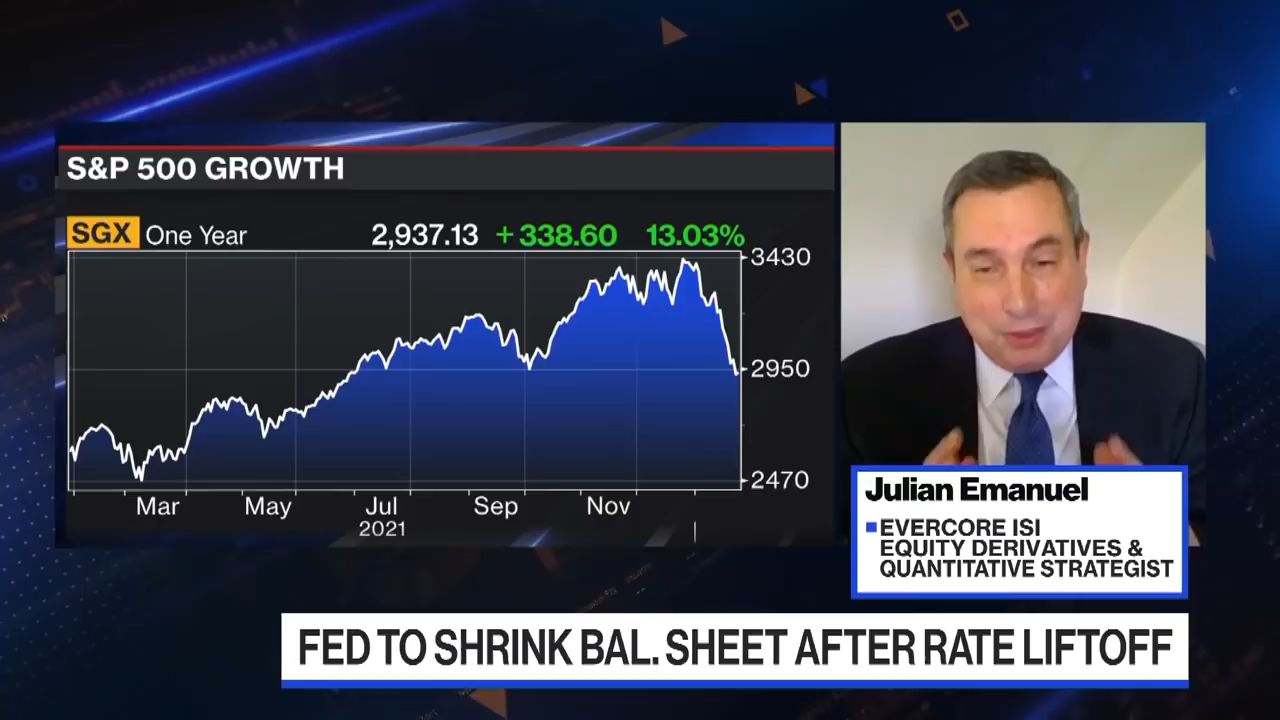 S&P 500 GROWTH
SGX One Year 2,937.13 +338.60 13.03%
3430
2950
2470
Mar May Jul Sep Nov
2021
Julian Emanuel
EVERCORE ISI
EQUITY DERIVATIVES &
QUANTITATIVE STRATEGIST
FED TO SHRINK BAL. SHEET AFTER RATE LIFTOFF